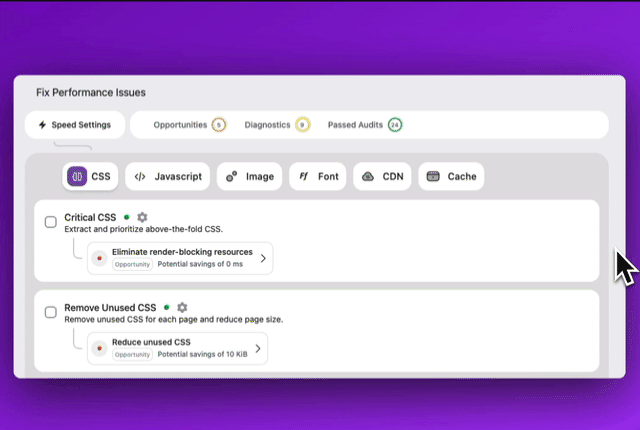 Fix Performance Issues
Speed Settings Opportunities 5 Diagnostics 9 Passed Audits 24
CSS </> Javascript Image Ff Font CDN Cache
Critical CSS
Extract and prioritize above-the-fold CSS.
Eliminate render-blocking resources
Opportunity Potential savings of 0 ms
Remove Unused CSS
Remove unused CSS for each page and reduce page size.
Reduce unused CSS
Opportunity Potential savings of 10 KiB